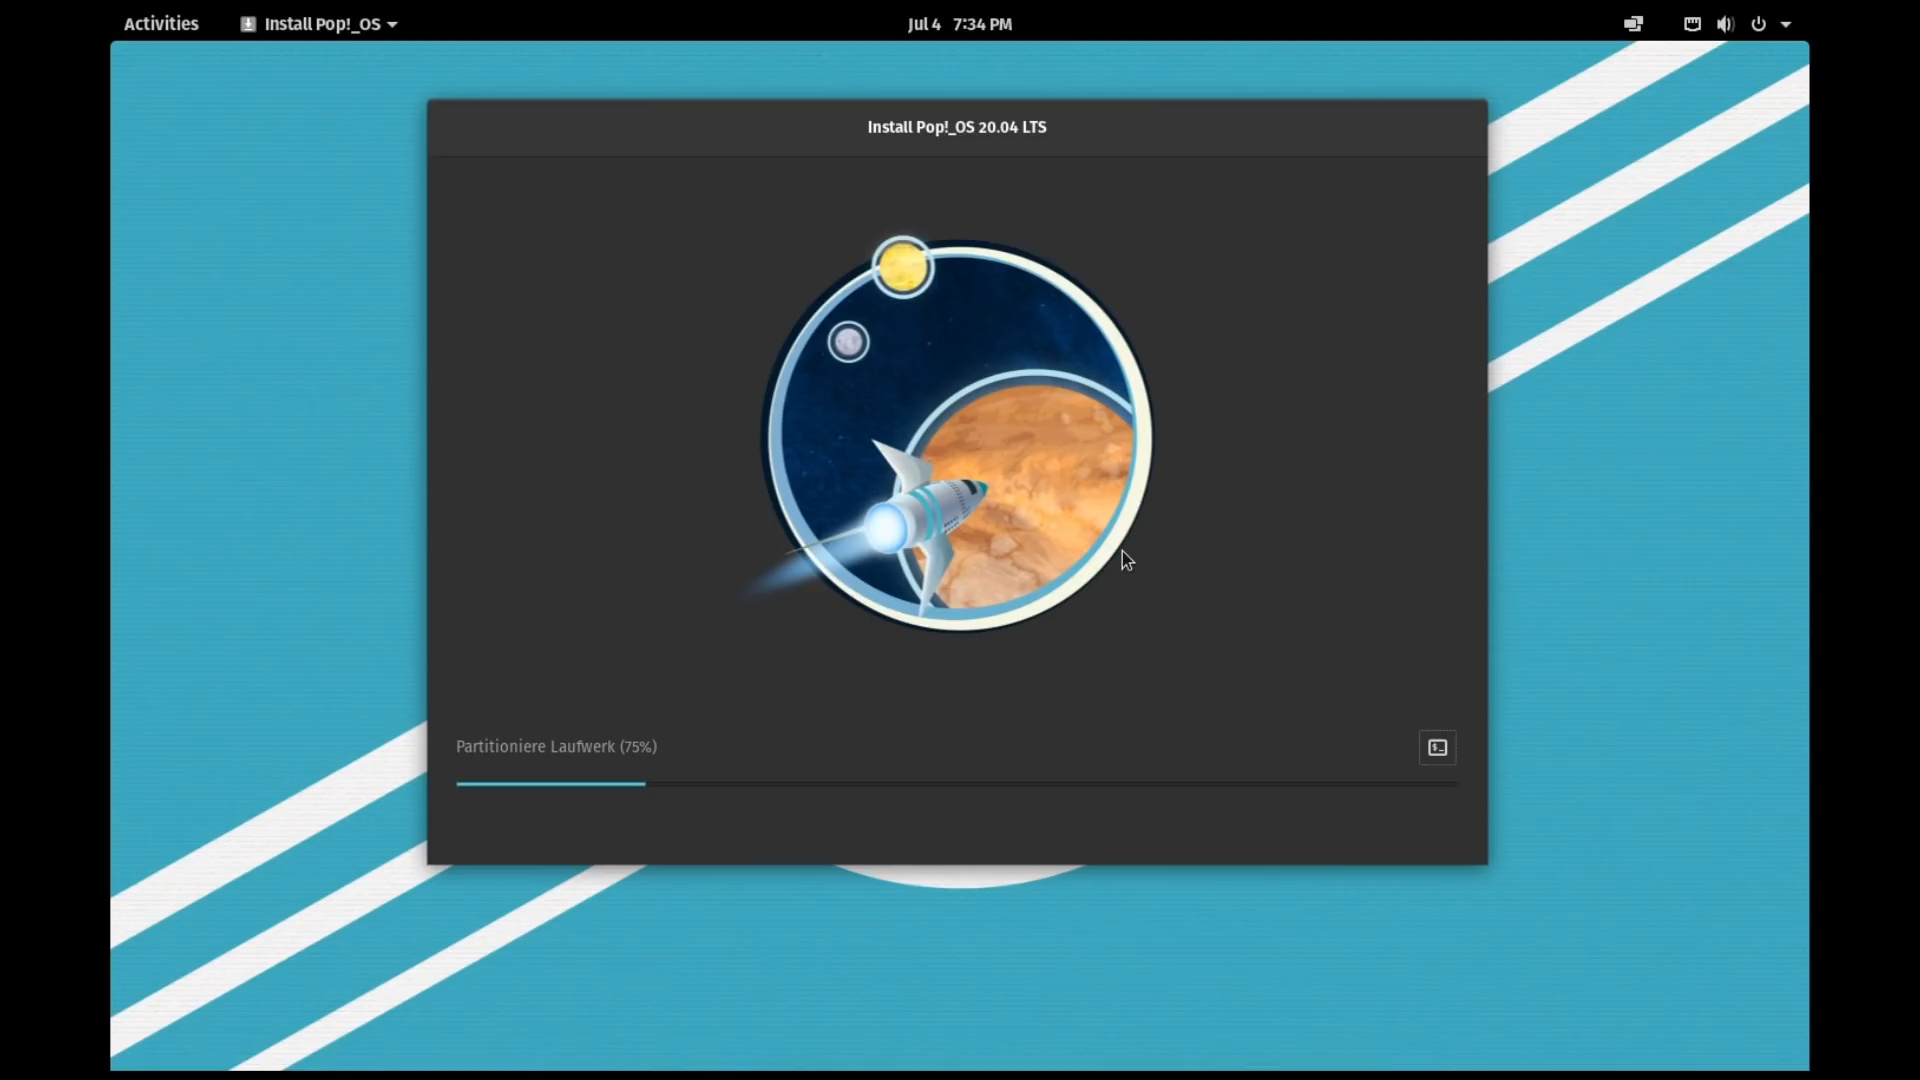 Activities Install Pop!_OS Jul 4 7:34 PM
Install Pop!_OS 20.04 LTS
Partitioniere Laufwerk (75%)
$_